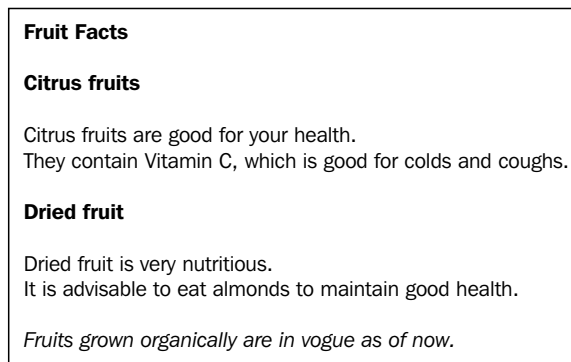 Fruit Facts
Citrus fruits
Citrus fruits are good for your health.
They contain Vitamin C, which is good for colds and coughs.
Dried fruit
Dried fruit is very nutritious.
It is advisable to eat almonds to maintain good health.
Fruits grown organically are in vogue as of now.